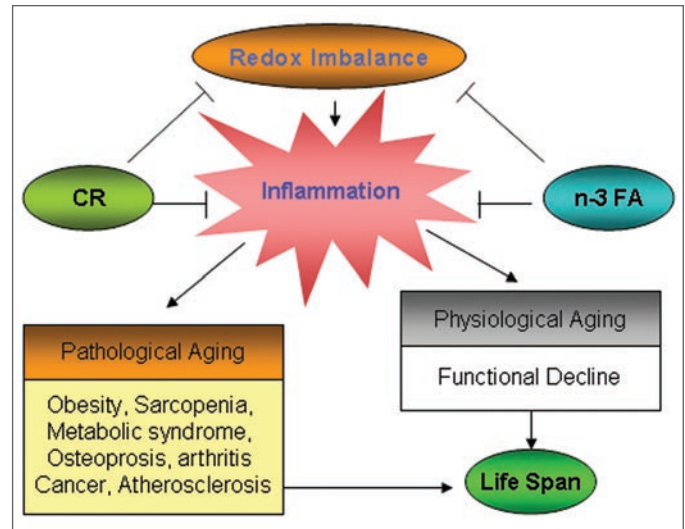 Redox Imbalance
CR
Inflammation
n-3 FA
Pathological Aging
Obesity, Sarcopenia,
Metabolic syndrome,
Osteoprosis, arthritis
Cancer, Atherosclerosis
Physiological Aging
Functional Decline
Life Span